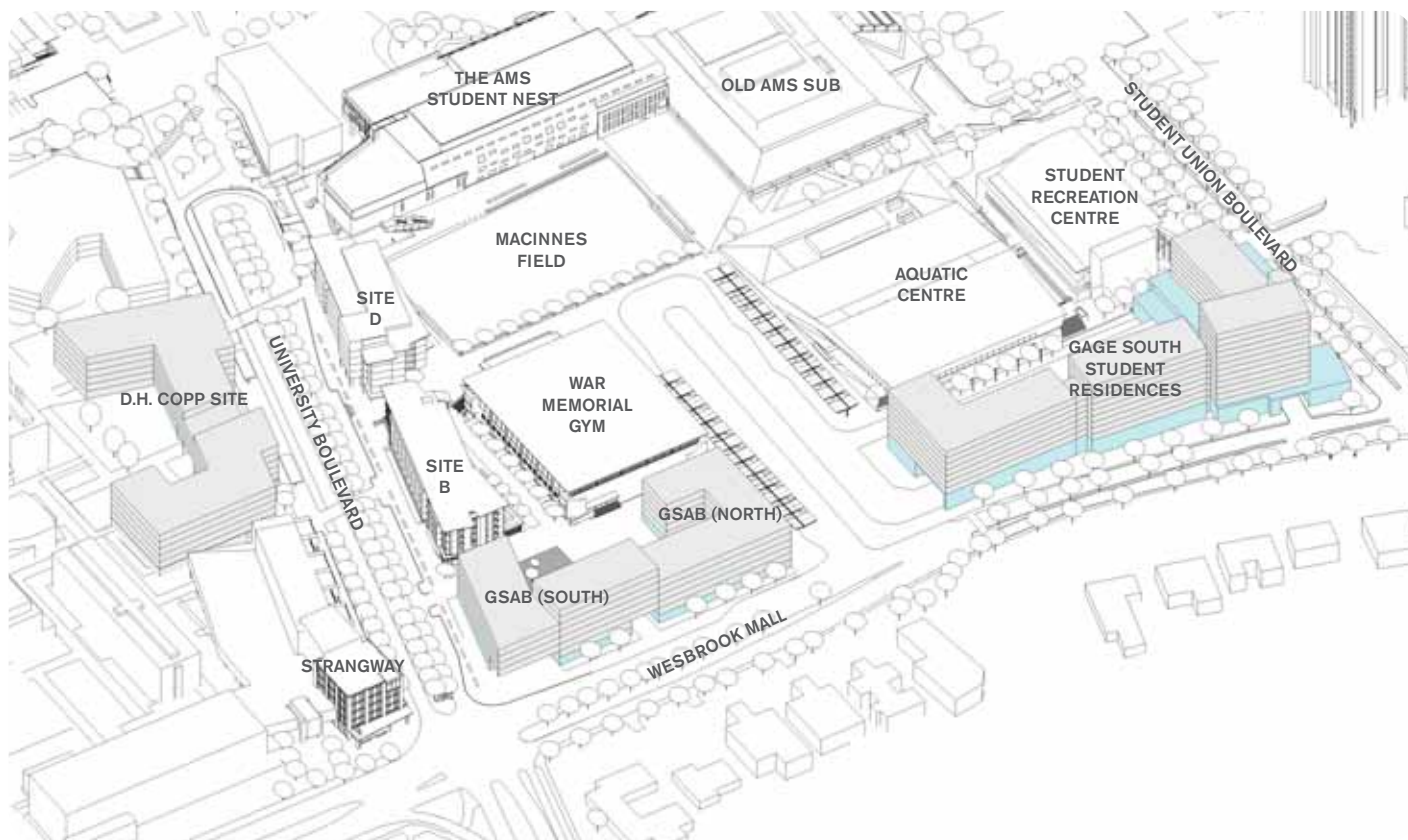 THE AMS
STUDENT NEST
OLD AMS SUB
STUDENT UNION BOULEVARD
STUDENT
RECREATION
CENTRE
MACINNES
FIELD
AQUATIC
CENTRE
SITE
D
UNIVERSITY BOULEVARD
GAGE SOUTH
STUDENT
RESIDENCES
D.H. COPP SITE
WAR
MEMORIAL
GYM
SITE
B
GSAB (NORTH)
GSAB (SOUTH)
WESBROOK MALL
STRANGWAY